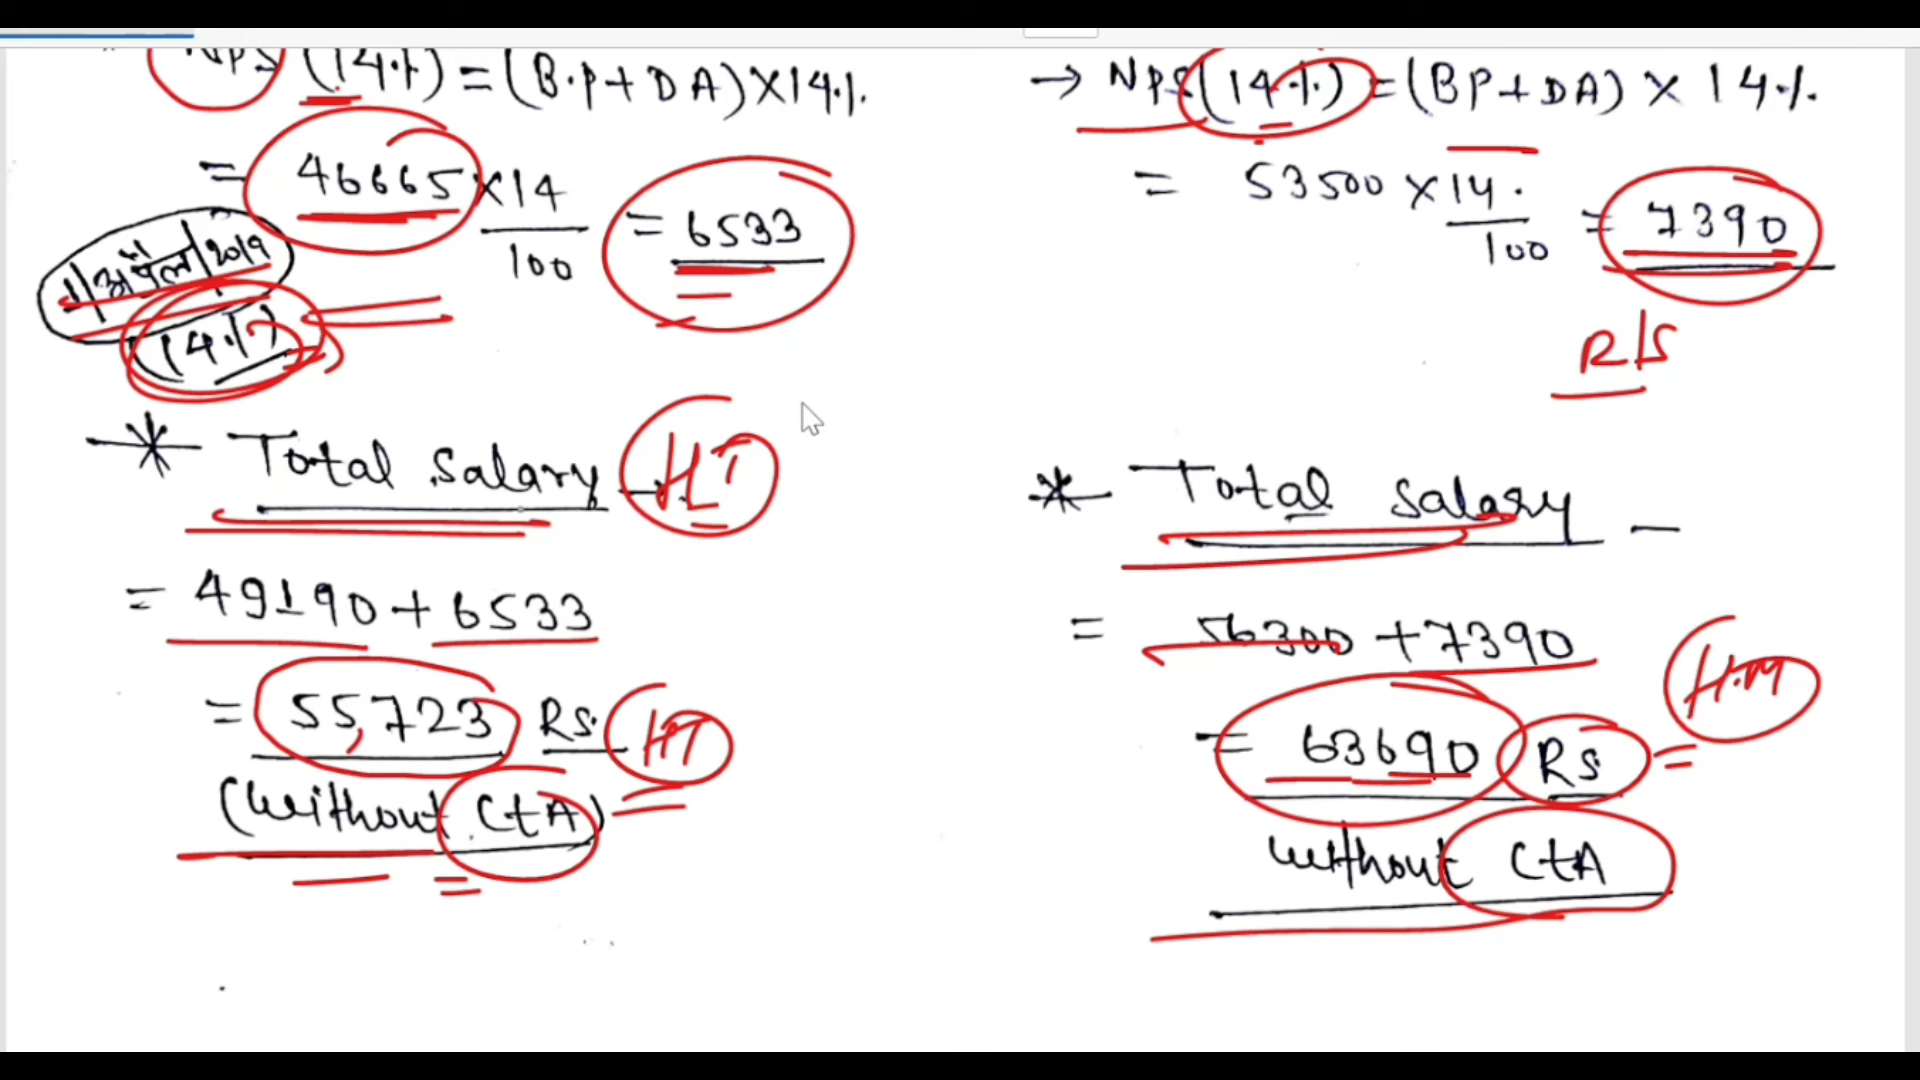 NPS (14%) = (B.P + DA) X 14%
= 46665 X 14 / 100 = 6533
1/अप्रैल/2019
(14%)
* Total Salary - HT
= 49190 + 6533
= 55,723 Rs. HT
(Without CtA)
→ NPS (14%) = (BP + DA) X 14%
= 53500 X 14. / 100 = 7390
R/S
* Total Salary -
= 56300 + 7390
= 63690 Rs = H.M
without CtA